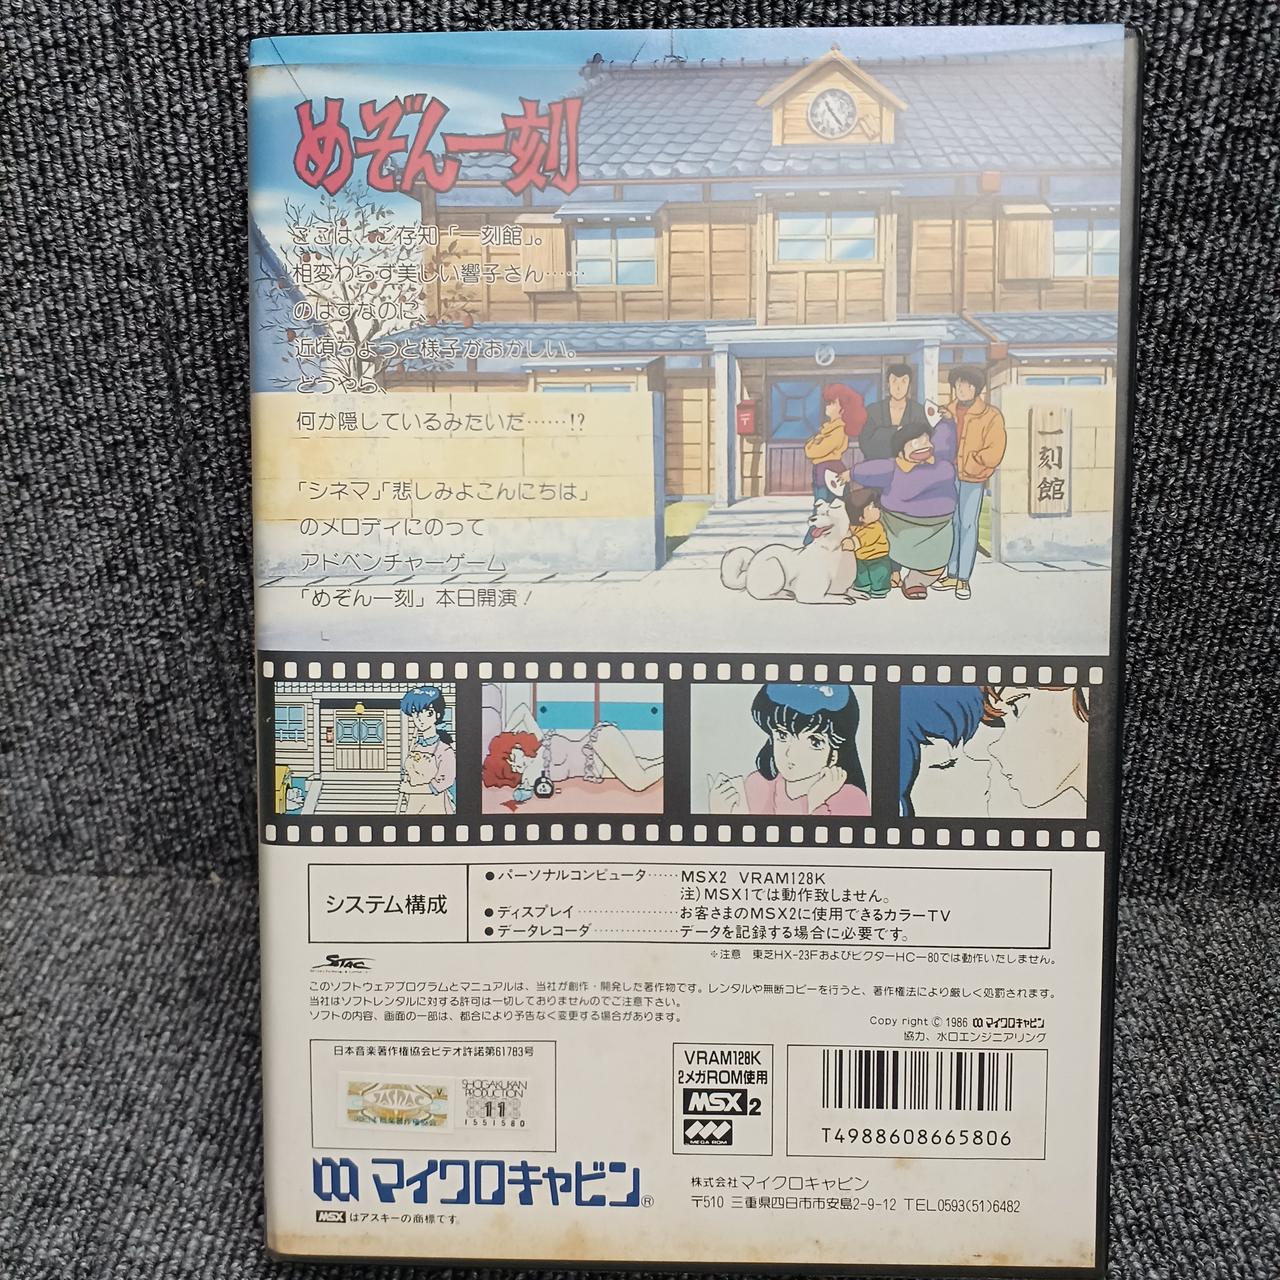 めぞん一刻
ここは、ご存知「一刻館」。
相変わらず美しい響子さん……
のはずなのに、
近頃ちょっと様子がおかしい。
どうやら、
何か隠しているみたいだ……!?
「シネマ」「悲しみよこんにちは」
のメロディにのって
アドベンチャーゲーム
「めぞん一刻」本日開演!
一刻館
システム構成
●パーソナルコンピュータ……MSX2 VRAM128K
注)MSX1では動作致しません。
●ディスプレイ……お客さまのMSX2に使用できるカラーTV
●データレコーダ……データを記録する場合に必要です。
※注意 東芝HX-23FおよびビクターHC-80では動作いたしません。
このソフトウェアプログラムとマニュアルは、当社が創作・開発した著作物です。レンタルや無断コピーを行うと、著作権法により厳しく処罰されます。
当社はソフトレンタルに対する許可は一切しておりませんのでご注意下さい。
ソフトの内容、画面の一部は、都合により予告なく変更する場合があります。
Copy right © 1986 マイクロキャビン
協力、水口エンジニアリング
日本音楽著作権協会ビデオ許諾第61783号
JASRAC
SHOGAKUKAN
PRODUCTION
11
1551580
VRAM128K
2メガROM使用
MSX2
MEGA ROM
T4988608665806
マイクロキャビン®
MSXはアスキーの商標です。
株式会社マイクロキャビン
〒510 三重県四日市市安島2-9-12 TEL0593(51)6482